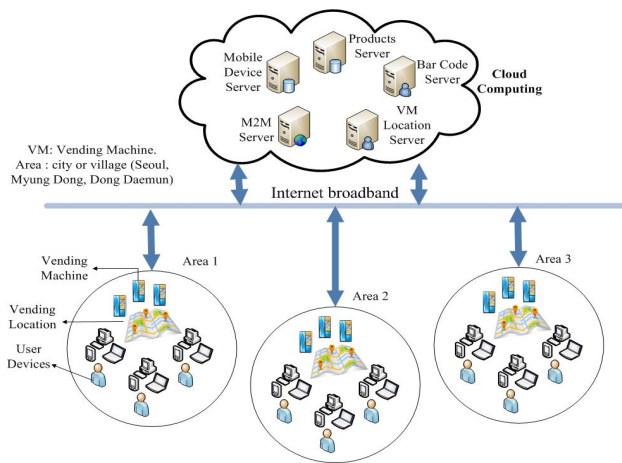 Products
Server
Mobile
Device
Server
Bar Code
Server
Cloud
Computing
M2M
Server
VM
Location
Server
VM: Vending Machine.
Area : city or village (Seoul,
Myung Dong, Dong Daemun)
Internet broadband
Vending
Machine
Area 1
Area 2
Area 3
Vending
Location
User
Devices